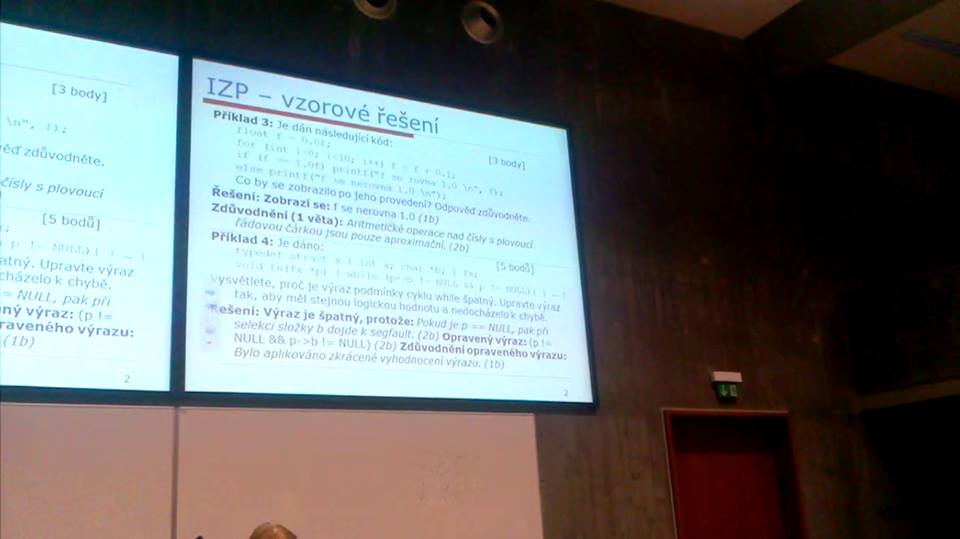 [3 body]
\n", f);
věď zdůvodněte.
čísly s plovoucí
[5 bodů]
p != NULL) { … }
patný. Upravte výraz
cházelo k chybě.
== NULL, pak při
ný výraz: (p !=
raveného výrazu:
(1b)
2
IZP – vzorové řešení
Příklad 3: Je dán následující kód: [3 body]
float f = 0.0f;
for (int i=0; i<10; i++) f = f + 0.1;
if (f == 1.0f) printf("f se rovna 1.0 \n", f);
else printf("f se nerovna 1.0 \n");
Co by se zobrazilo po jeho provedení? Odpověď zdůvodněte.
Řešení: Zobrazí se: f se nerovna 1.0 (1b)
Zdůvodnění (1 věta): Aritmetické operace nad čísly s plovoucí
řádovou čárkou jsou pouze aproximační. (2b)
Příklad 4: Je dáno: [5 bodů]
typedef struct x { int a; char *b; } Tx;
void fn(Tx *p) { while (p->b != NULL && p != NULL) { … }
Vysvětlete, proč je výraz podmínky cyklu while špatný. Upravte výraz
tak, aby měl stejnou logickou hodnotu a nedocházelo k chybě.
Řešení: Výraz je špatný, protože: Pokud je p == NULL, pak při
selekci složky b dojde k segfault. (2b) Opravený výraz: (p !=
NULL && p->b != NULL) (2b) Zdůvodnění opraveného výrazu:
Bylo aplikováno zkrácené vyhodnocení výrazu. (1b)
2